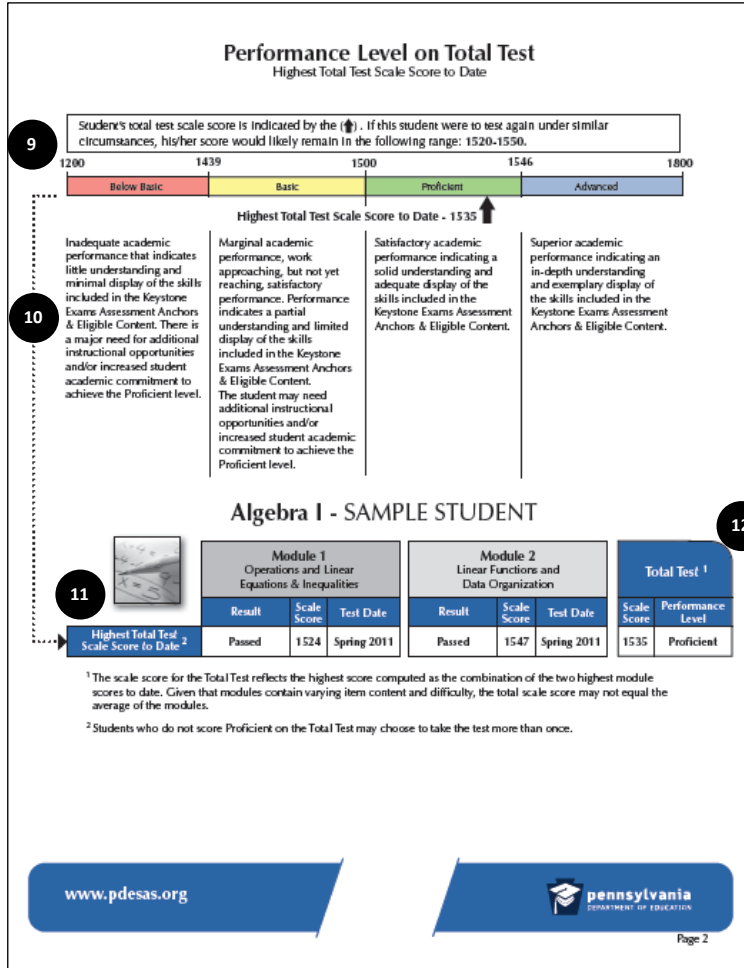 Performance Level on Total Test
Highest Total Test Scale Score to Date
9
Student's total test scale score is indicated by the (⬆) . If this student were to test again under similar
circumstances, his/her score would likely remain in the following range: 1520-1550.
1200 1439 1500 1546 1800
Below Basic Basic Proficient Advanced
Highest Total Test Scale Score to Date - 1535
10
Inadequate academic
performance that indicates
little understanding and
minimal display of the skills
included in the Keystone
Exams Assessment Anchors
& Eligible Content. There is
a major need for additional
instructional opportunities
and/or increased student
academic commitment to
achieve the Proficient level.
Marginal academic
performance, work
approaching, but not yet
reaching, satisfactory
performance. Performance
indicates a partial
understanding and limited
display of the skills
included in the Keystone
Exams Assessment Anchors
& Eligible Content.
The student may need
additional instructional
opportunities and/or
increased student academic
commitment to achieve the
Proficient level.
Satisfactory academic
performance indicating a
solid understanding and
adequate display of the
skills included in the
Keystone Exams Assessment
Anchors & Eligible Content.
Superior academic
performance indicating an
in-depth understanding
and exemplary display of
the skills included in the
Keystone Exams Assessment
Anchors & Eligible Content.
Algebra I - SAMPLE STUDENT
12
11
x = 5
Module 1
Operations and Linear
Equations & Inequalities
Module 2
Linear Functions and
Data Organization
Total Test ¹
Result Scale Score Test Date Result Scale Score Test Date Scale Score Performance Level
Highest Total Test
Scale Score to Date ²
Passed 1524 Spring 2011 Passed 1547 Spring 2011 1535 Proficient
¹ The scale score for the Total Test reflects the highest score computed as the combination of the two highest module
scores to date. Given that modules contain varying item content and difficulty, the total scale score may not equal the
average of the modules.
² Students who do not score Proficient on the Total Test may choose to take the test more than once.
www.pdesas.org
pennsylvania
DEPARTMENT OF EDUCATION
Page 2